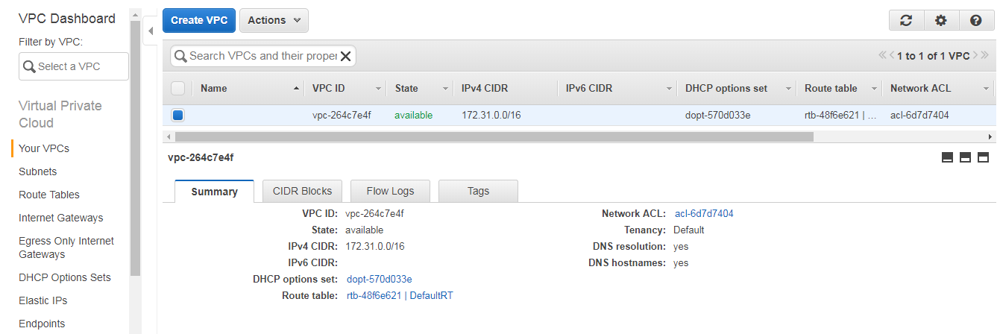 VPC Dashboard
Filter by VPC:
Select a VPC
Virtual Private
Cloud
Your VPCs
Subnets
Route Tables
Internet Gateways
Egress Only Internet
Gateways
DHCP Options Sets
Elastic IPs
Endpoints
Create VPC Actions
Search VPCs and their proper 1 to 1 of 1 VPC
Name VPC ID State IPv4 CIDR IPv6 CIDR DHCP options set Route table Network ACL
vpc-264c7e4f available 172.31.0.0/16 dopt-570d033e rtb-48f6e621 | ... acl-6d7d7404
vpc-264c7e4f
Summary CIDR Blocks Flow Logs Tags
VPC ID: vpc-264c7e4f Network ACL: acl-6d7d7404
State: available Tenancy: Default
IPv4 CIDR: 172.31.0.0/16 DNS resolution: yes
IPv6 CIDR: DNS hostnames: yes
DHCP options set: dopt-570d033e
Route table: rtb-48f6e621 | DefaultRT